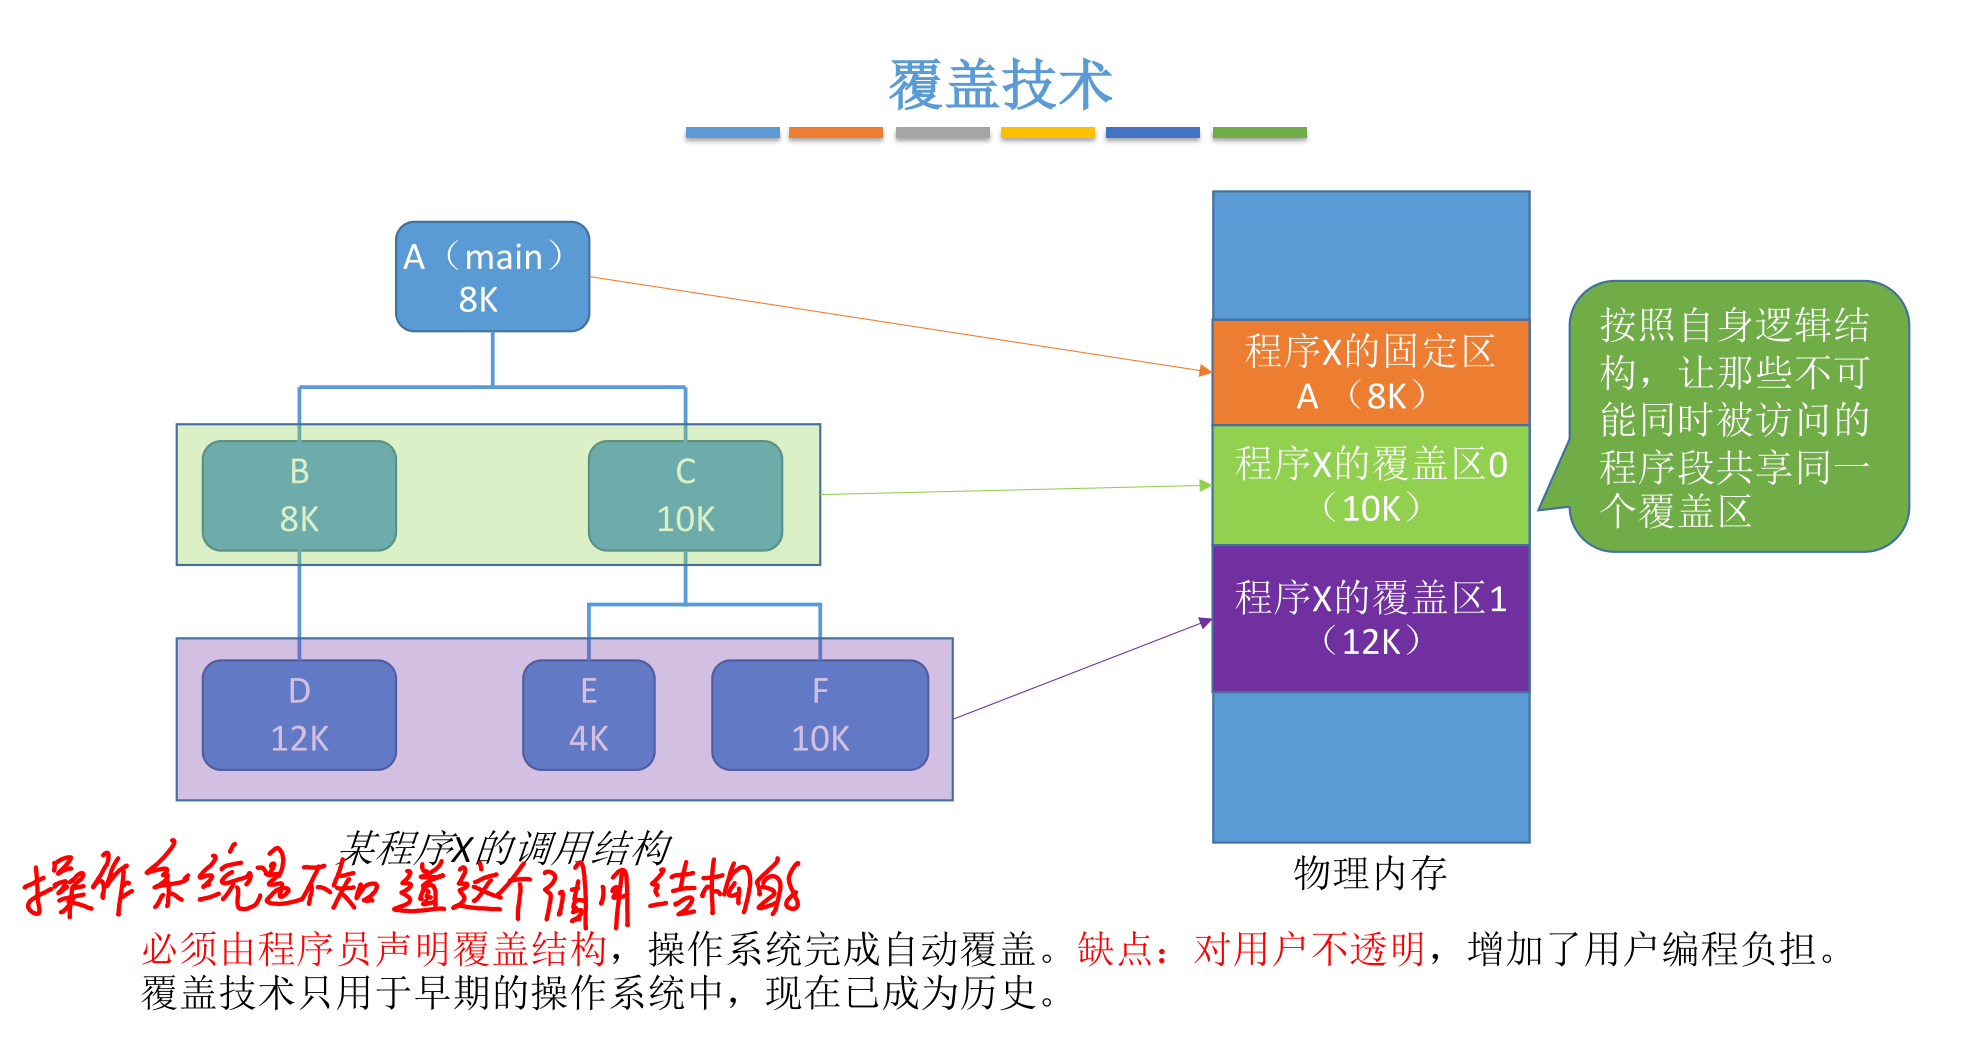 覆盖技术
A（main）
8K
B
8K
C
10K
D
12K
E
4K
F
10K
某程序X的调用结构
程序X的固定区
A （8K）
程序X的覆盖区0
（10K）
程序X的覆盖区1
（12K）
物理内存
按照自身逻辑结
构，让那些不可
能同时被访问的
程序段共享同一
个覆盖区
操作系统是不知道这个调用结构的
必须由程序员声明覆盖结构，操作系统完成自动覆盖。缺点：对用户不透明，增加了用户编程负担。
覆盖技术只用于早期的操作系统中，现在已成为历史。